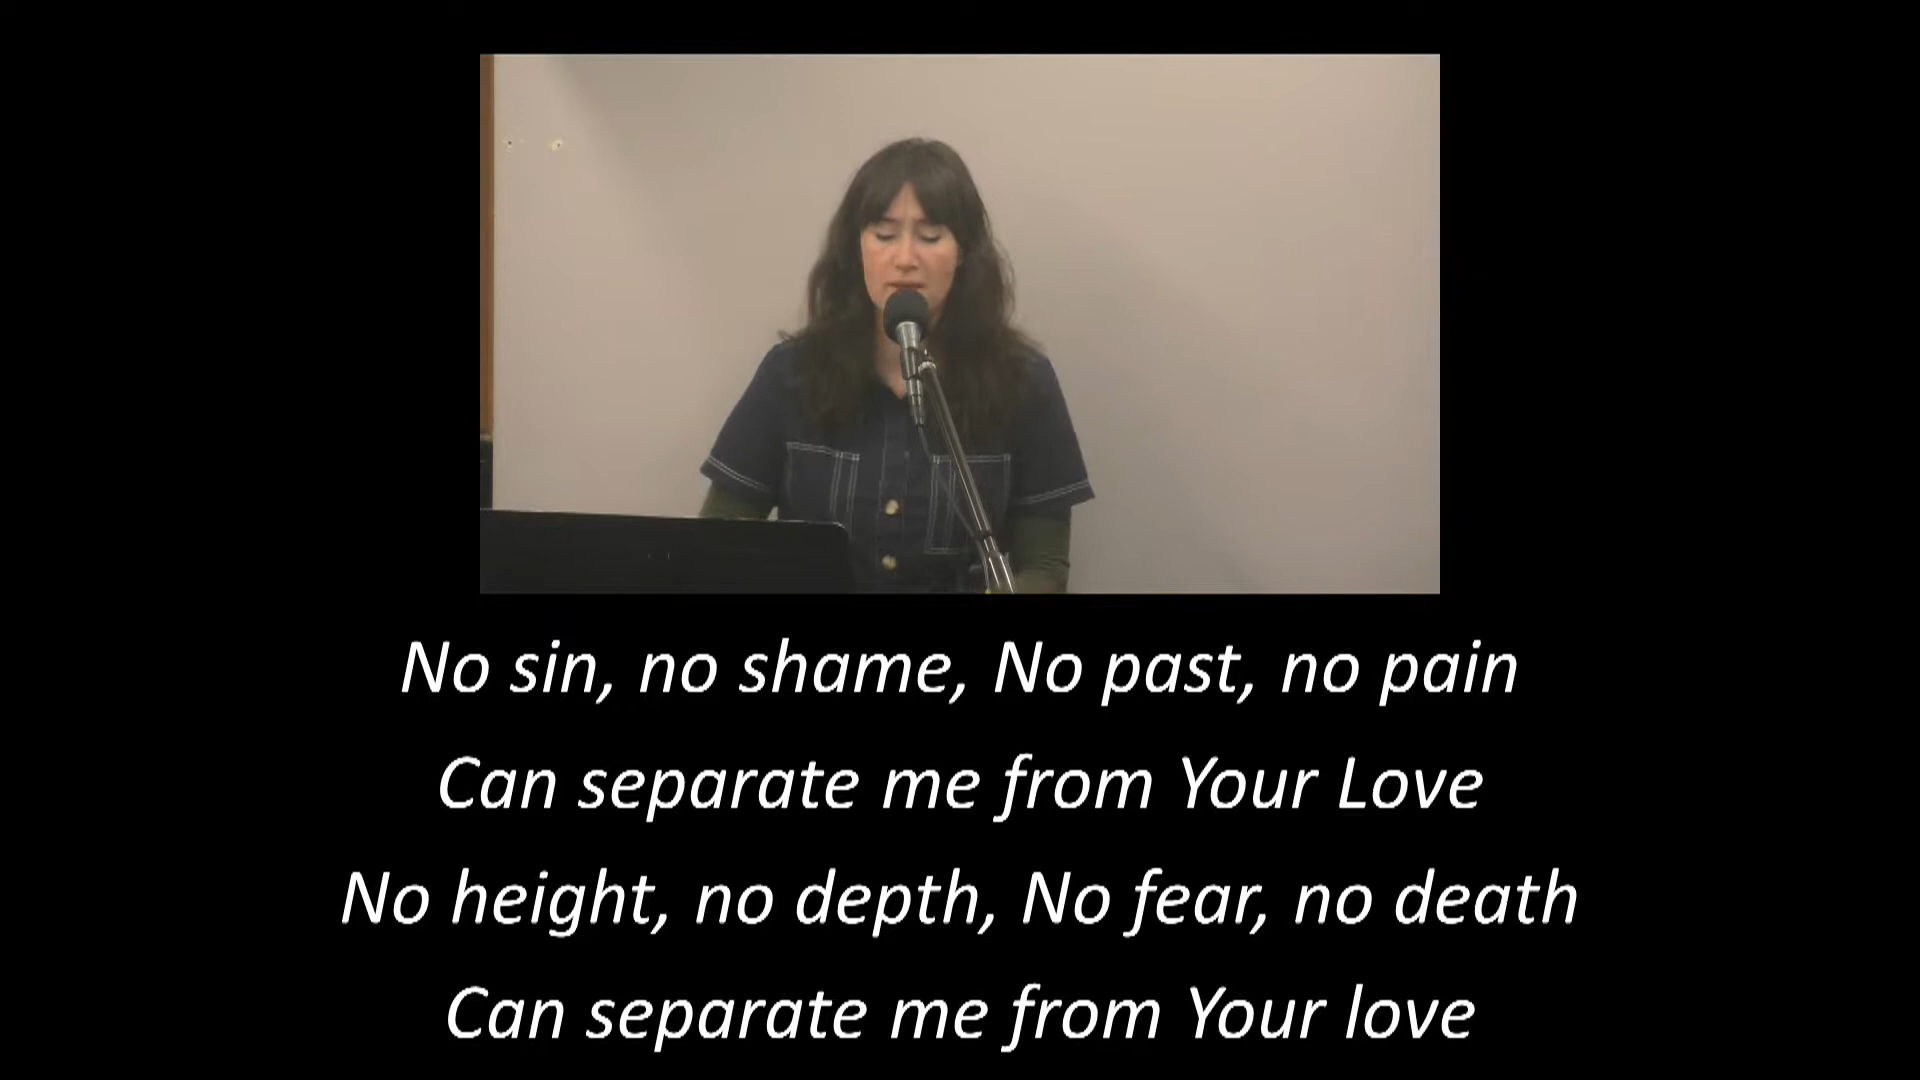 No sin, no shame, No past, no pain
Can separate me from Your Love
No height, no depth, No fear, no death
Can separate me from Your love